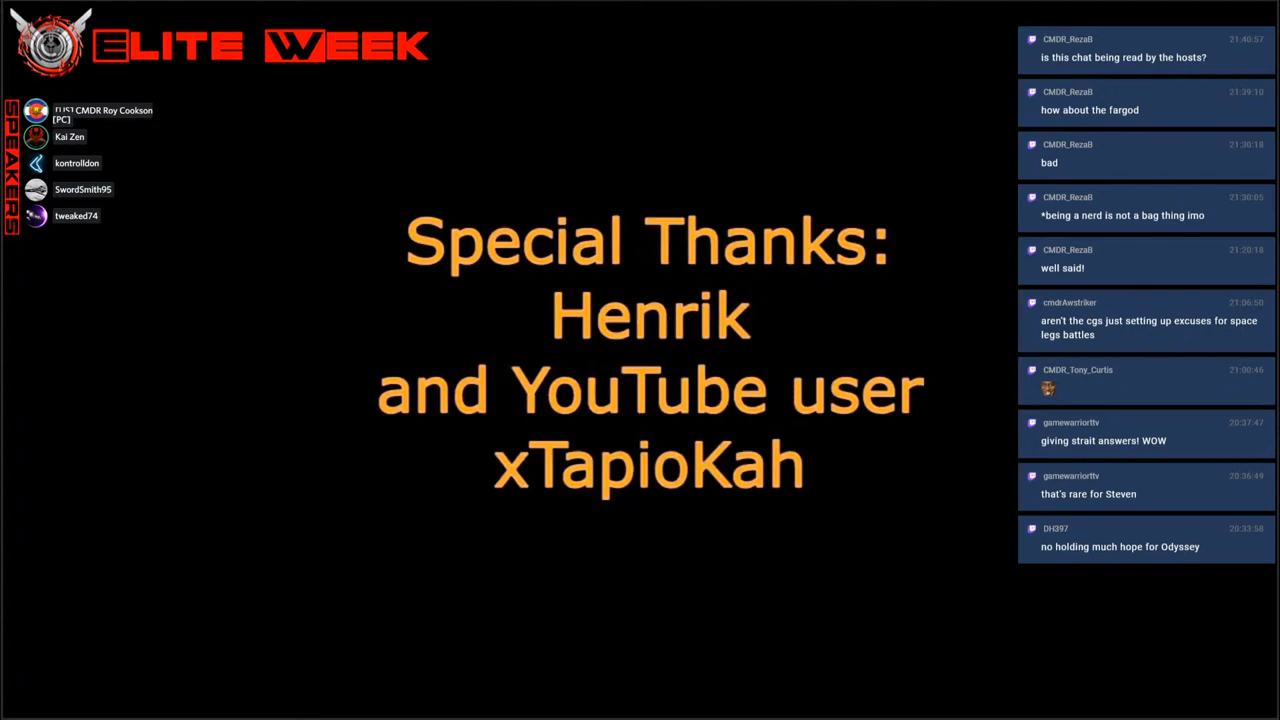 ELITE WEEK
SPEAKERS
[US] CMDR Roy Cookson
[PC]
Kai Zen
kontrolldon
SwordSmith95
tweaked74
Special Thanks:
Henrik
and YouTube user
xTapioKah
CMDR_RezaB 21:40:57
is this chat being read by the hosts?
CMDR_RezaB 21:39:10
how about the fargod
CMDR_RezaB 21:30:18
bad
CMDR_RezaB 21:30:05
*being a nerd is not a bag thing imo
CMDR_RezaB 21:20:18
well said!
cmdrAwstriker 21:06:50
aren't the cgs just setting up excuses for space
legs battles
CMDR_Tony_Curtis 21:00:46
gamewarriorttv 20:37:47
giving strait answers! WOW
gamewarriorttv 20:36:49
that's rare for Steven
DH397 20:33:58
no holding much hope for Odyssey